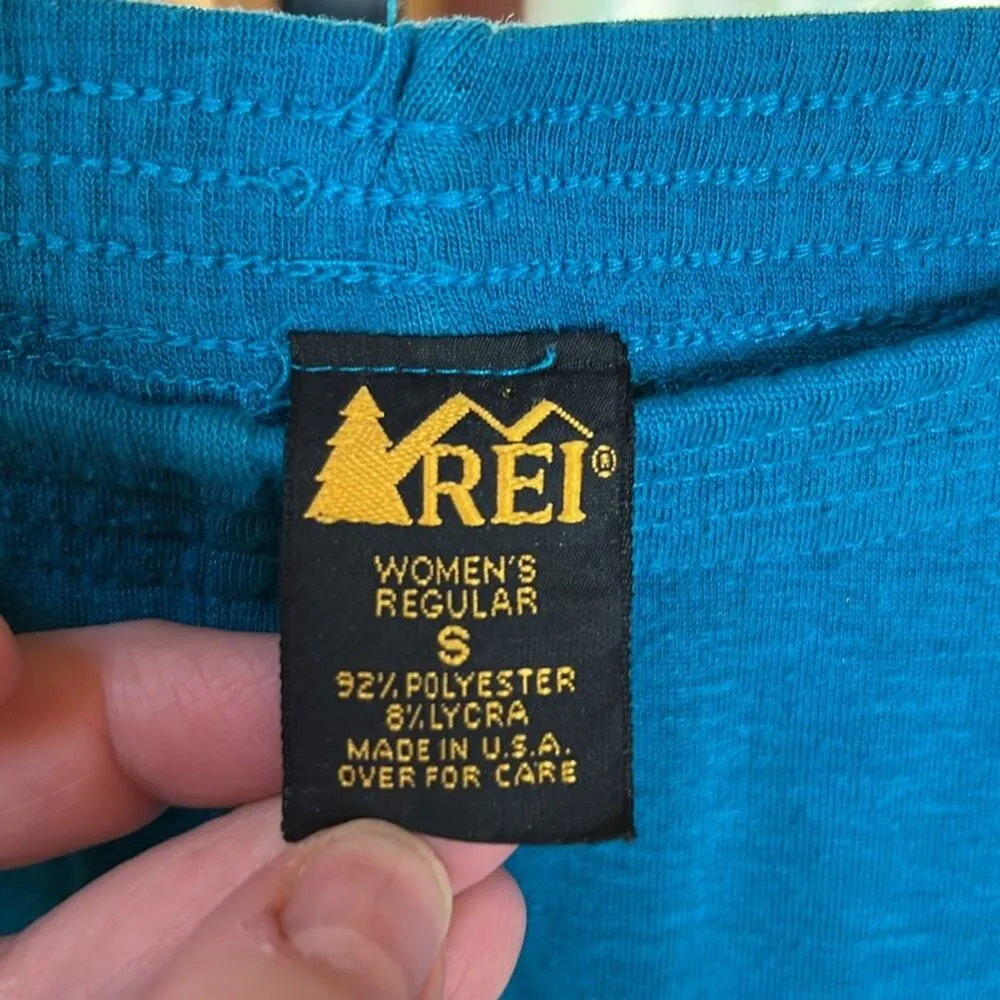 REI®
WOMEN'S
REGULAR
S
92% POLYESTER
8% LYCRA
MADE IN U.S.A.
OVER FOR CARE